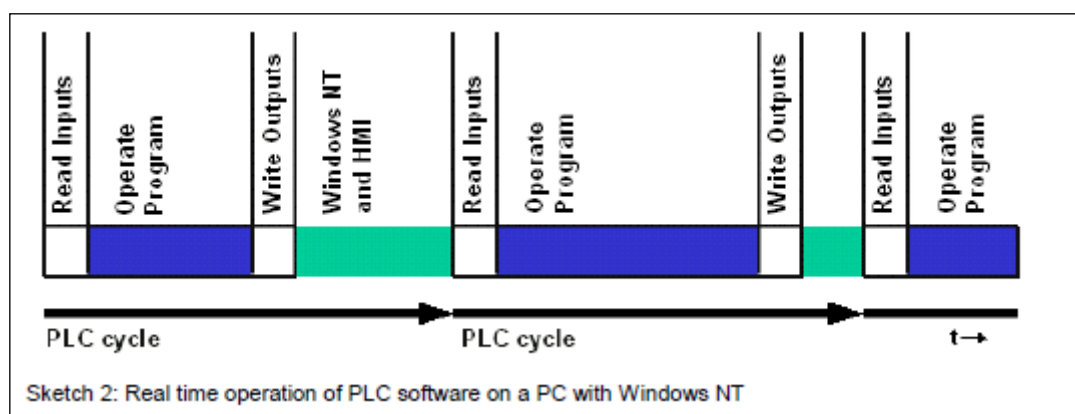 Read Inputs
Operate
Program
Write Outputs
Windows NT
and HMI
Read Inputs
Operate
Program
Write Outputs
Read Inputs
Operate
Program
PLC cycle
PLC cycle
t→
Sketch 2: Real time operation of PLC software on a PC with Windows NT